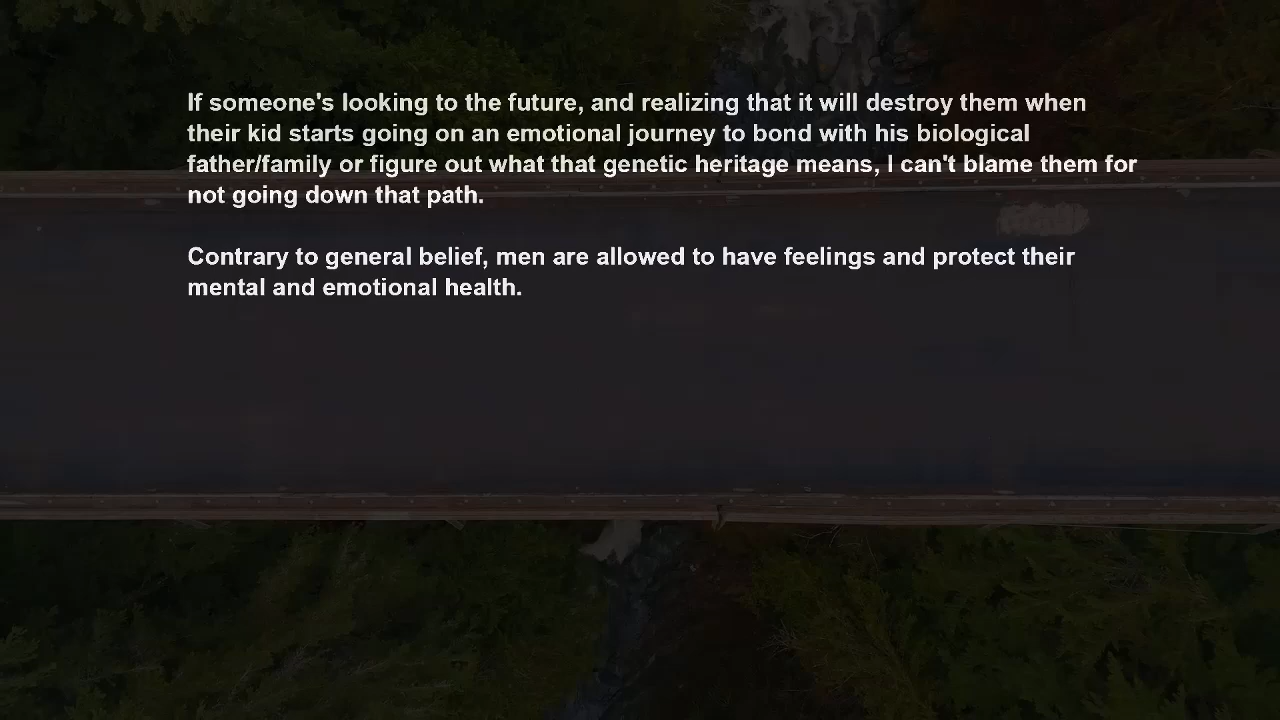 If someone's looking to the future, and realizing that it will destroy them when
their kid starts going on an emotional journey to bond with his biological
father/family or figure out what that genetic heritage means, I can't blame them for
not going down that path.
Contrary to general belief, men are allowed to have feelings and protect their
mental and emotional health.